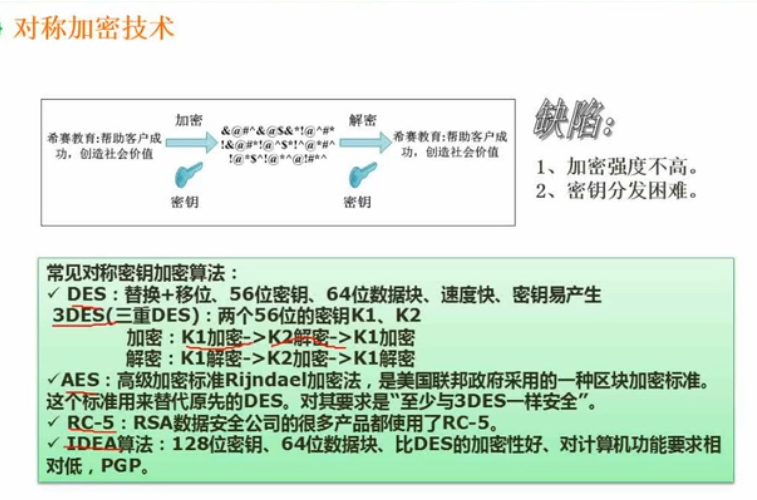 对称加密技术
希赛教育:帮助客户成
功，创造社会价值
加密
密钥
&@#^&@$&*!@^#*
!&@#*!@^$*!^@*#^
!@*$^!@*^@!#*^
解密
密钥
希赛教育:帮助客户成
功，创造社会价值
缺陷:
1、加密强度不高。
2、密钥分发困难。
常见对称密钥加密算法：
✓ DES：替换+移位、56位密钥、64位数据块、速度快、密钥易产生
3DES(三重DES)：两个56位的密钥K1、K2
加密：K1加密->K2解密->K1加密
解密：K1解密->K2加密->K1解密
✓AES：高级加密标准Rijndael加密法，是美国联邦政府采用的一种区块加密标准。
这个标准用来替代原先的DES。对其要求是“至少与3DES一样安全”。
✓ RC-5：RSA数据安全公司的很多产品都使用了RC-5。
✓ IDEA算法：128位密钥、64位数据块、比DES的加密性好、对计算机功能要求相
对低，PGP。